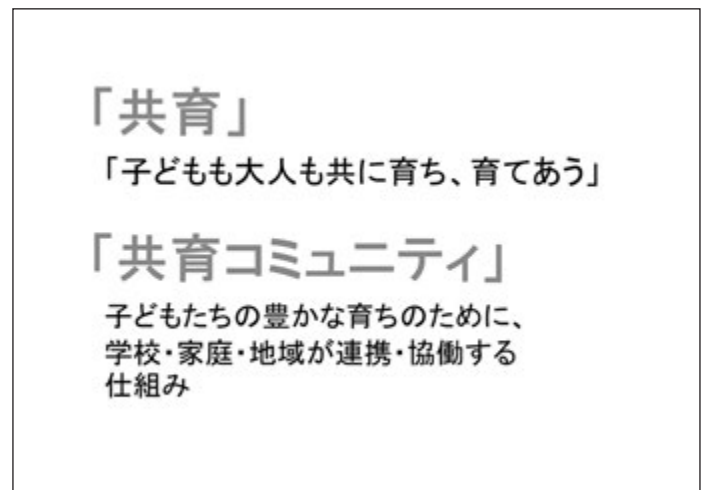 「共育」
「子どもも大人も共に育ち、育てあう」
「共育コミュニティ」
子どもたちの豊かな育ちのために、
学校・家庭・地域が連携・協働する
仕組み